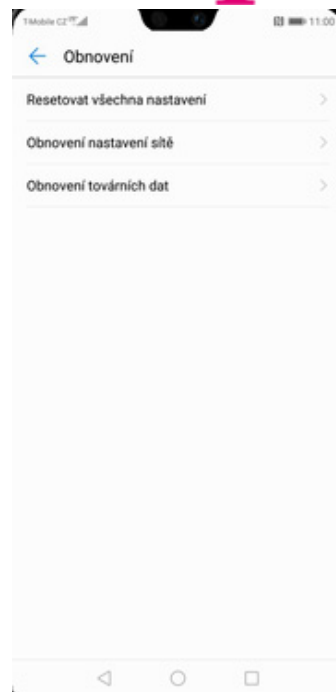 T-Mobile CZ 11:00
Obnovení
Resetovat všechna nastavení
Obnovení nastavení sítě
Obnovení továrních dat